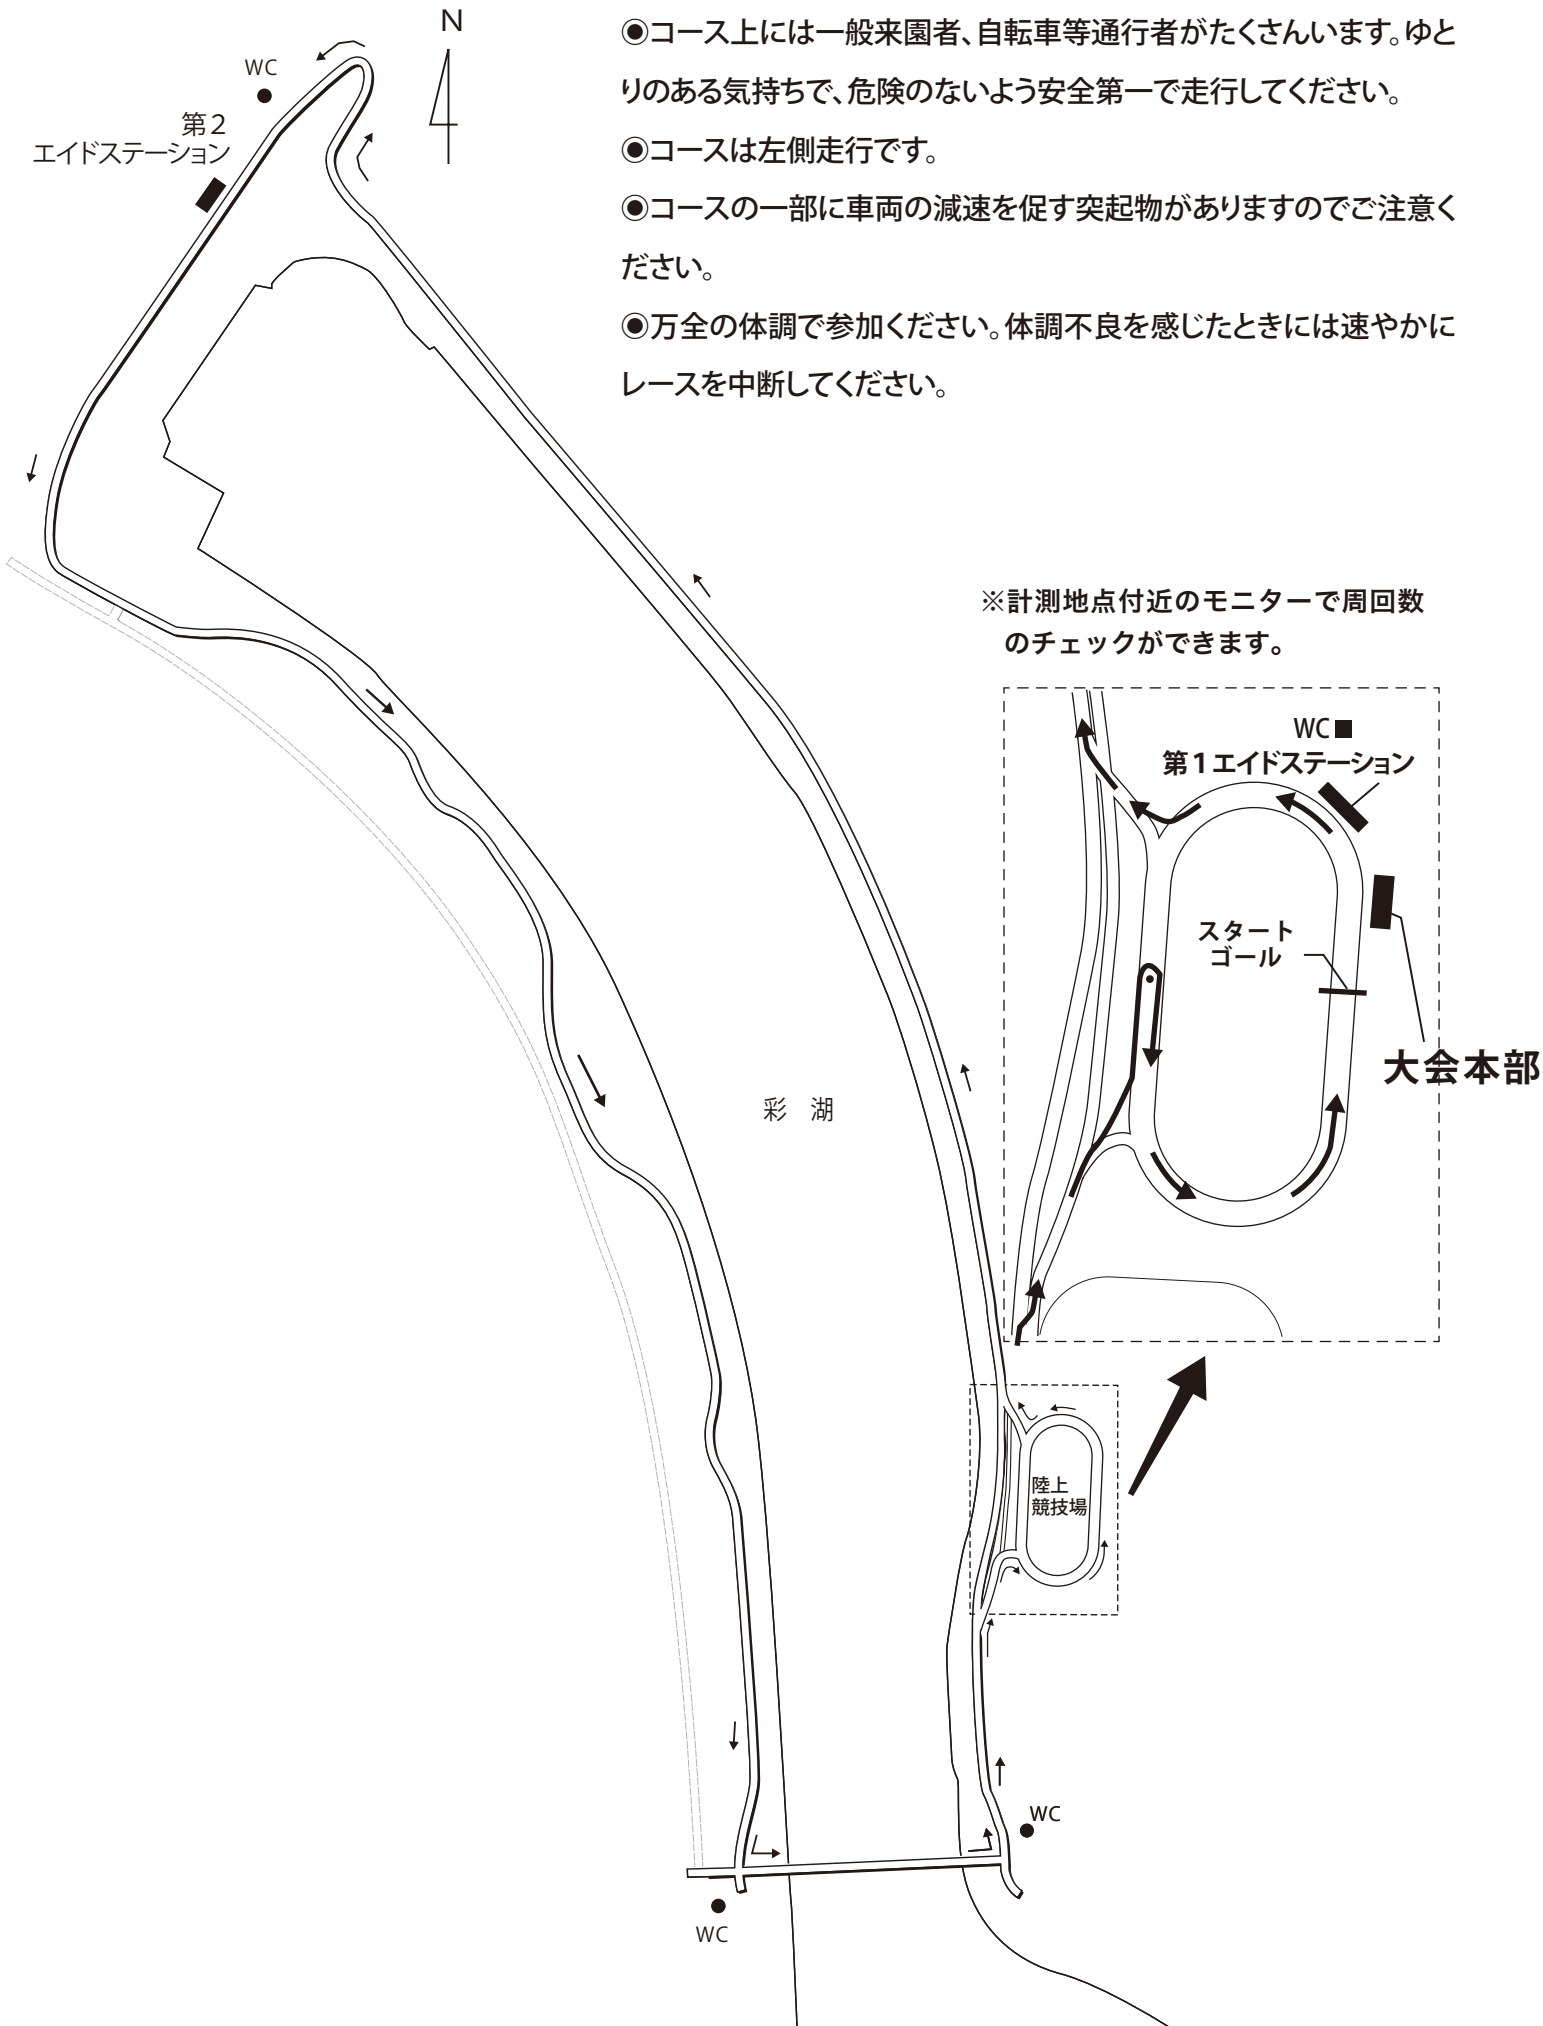 ◉コース上には一般来園者、自転車等通行者がたくさんいます。ゆと
りのある気持ちで、危険のないよう安全第一で走行してください。
◉コースは左側走行です。
◉コースの一部に車両の減速を促す突起物がありますのでご注意く
ださい。
◉万全の体調で参加ください。体調不良を感じたときには速やかに
レースを中断してください。
N
WC
第2
エイドステーション
※計測地点付近のモニターで周回数
のチェックができます。
WC
第1エイドステーション
スタート
ゴール
大会本部
彩 湖
陸上
競技場
WC
WC